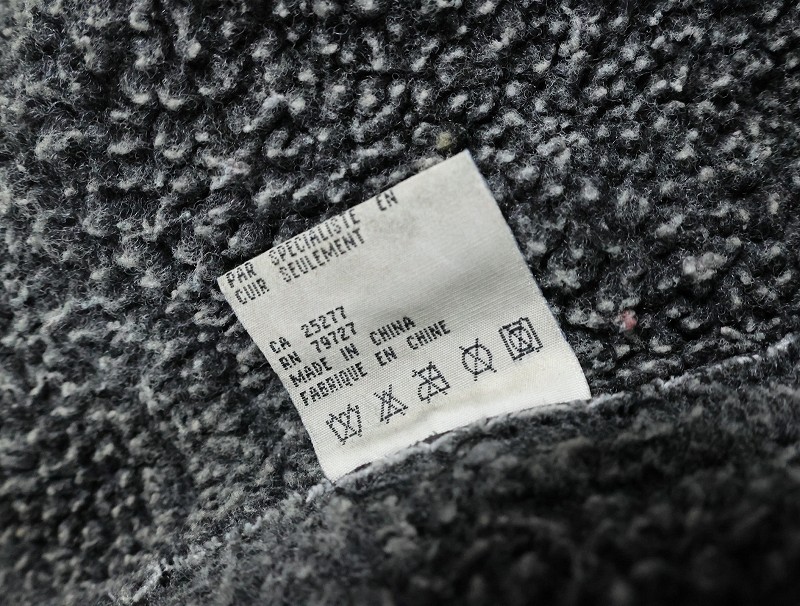 PAR SPECIALISTE EN
CUIR SEULEMENT
CA 25277
RN 79727
MADE IN CHINA
FABRIQUE EN CHINE